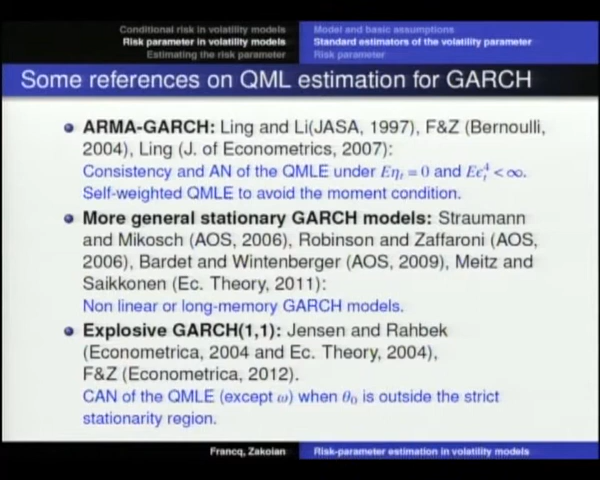 Conditional risk in volatility models
Risk parameter in volatility models
Estimating the risk parameter
Model and basic assumptions
Standard estimators of the volatility parameter
Risk parameter
Some references on QML estimation for GARCH
ARMA-GARCH: Ling and Li(JASA, 1997), F&Z (Bernoulli,
2004), Ling (J. of Econometrics, 2007):
Consistency and AN of the QMLE under Eηₜ = 0 and Eϵₜ⁴ < ∞.
Self-weighted QMLE to avoid the moment condition.
More general stationary GARCH models: Straumann
and Mikosch (AOS, 2006), Robinson and Zaffaroni (AOS,
2006), Bardet and Wintenberger (AOS, 2009), Meitz and
Saikkonen (Ec. Theory, 2011):
Non linear or long-memory GARCH models.
Explosive GARCH(1,1): Jensen and Rahbek
(Econometrica, 2004 and Ec. Theory, 2004),
F&Z (Econometrica, 2012).
CAN of the QMLE (except ω) when θ₀ is outside the strict
stationarity region.
Francq, Zakoian
Risk-parameter estimation in volatility models